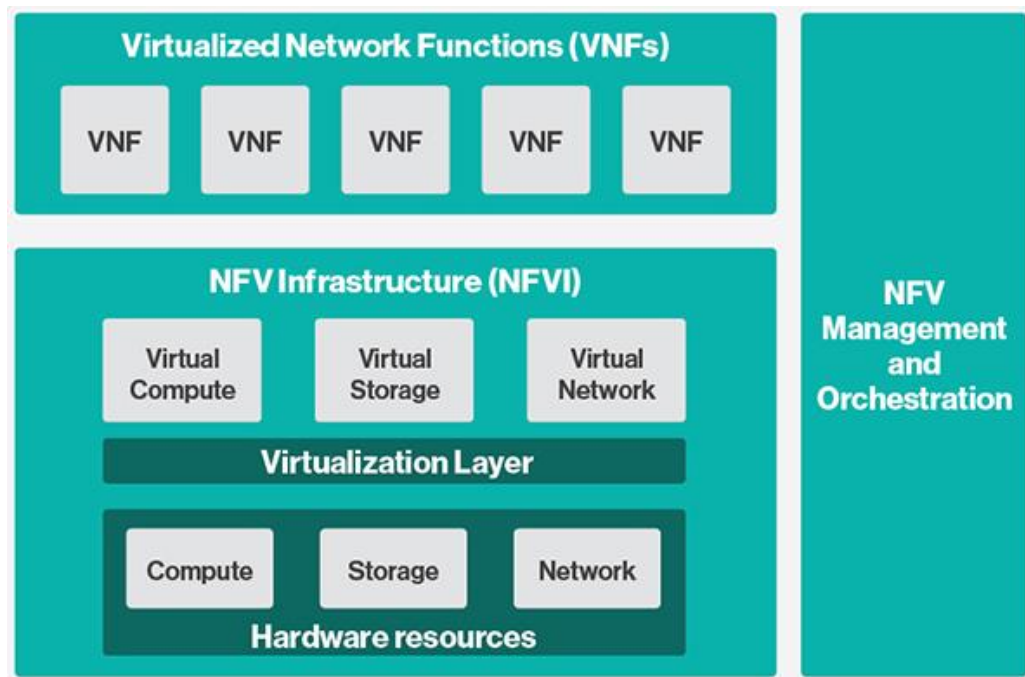 Virtualized Network Functions (VNFs)
VNF
VNF
VNF
VNF
VNF
NFV Infrastructure (NFVI)
Virtual
Compute
Virtual
Storage
Virtual
Network
Virtualization Layer
Compute
Storage
Network
Hardware resources
NFV
Management
and
Orchestration